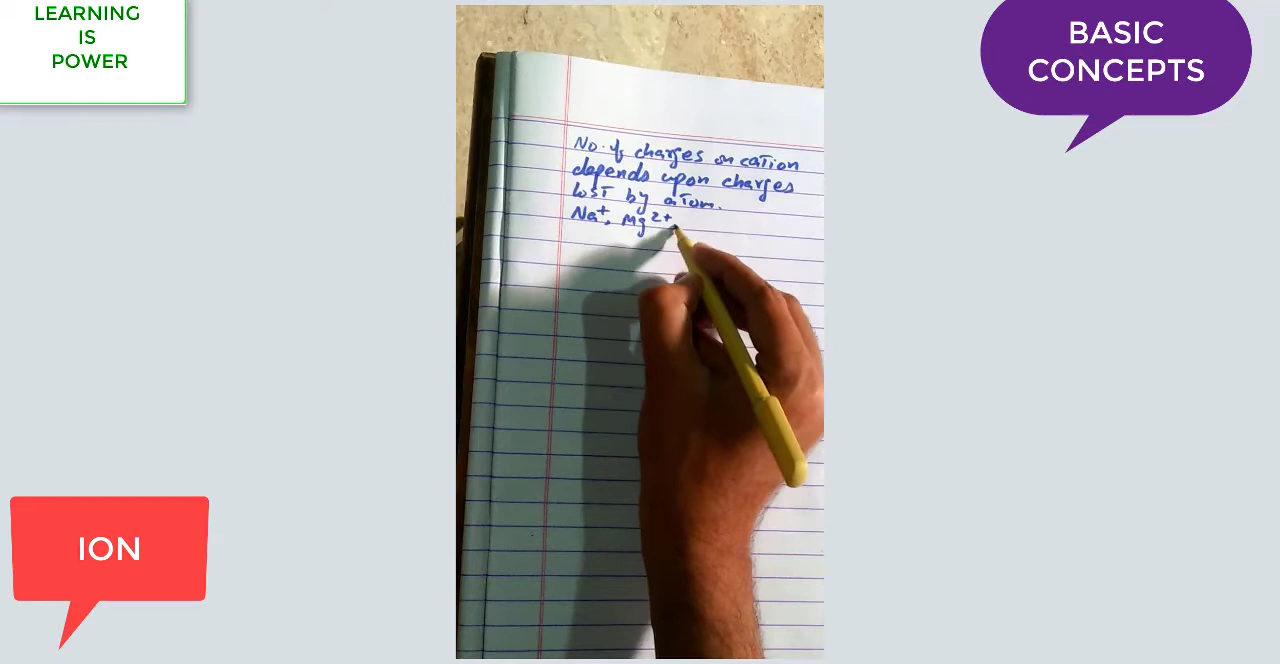 LEARNING
IS
POWER
BASIC
CONCEPTS
No. of charges on cation
depends upon charges
lost by atom.
Na+, Mg2+
ION